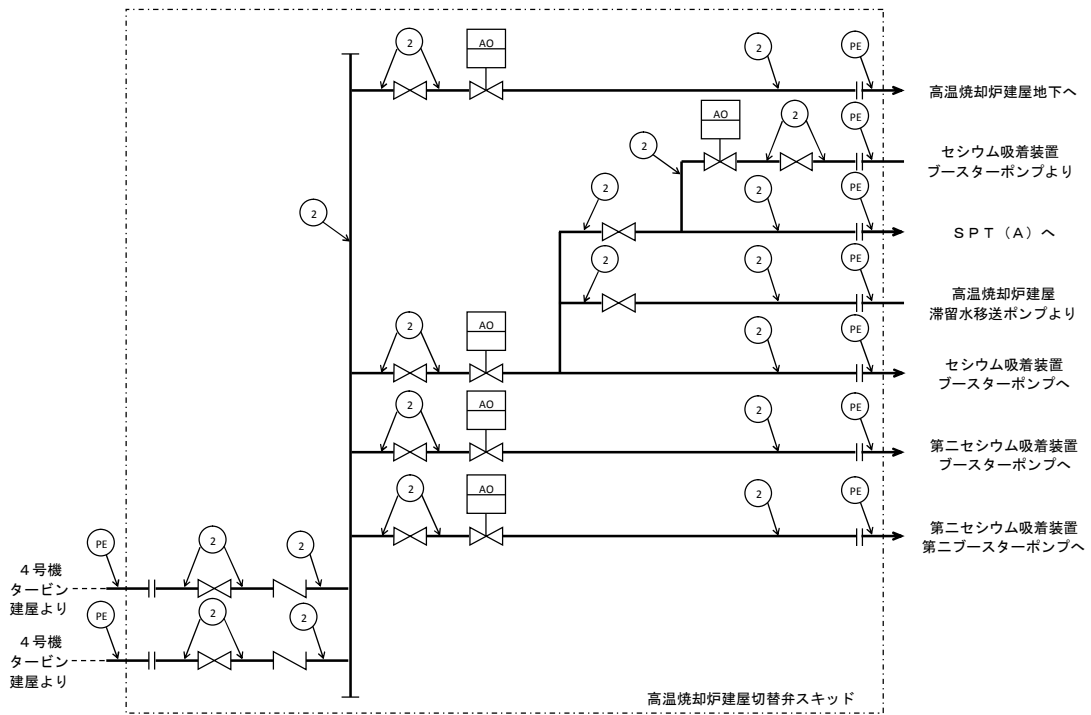 2
AO
2
PE
高温焼却炉建屋地下へ
AO
2
PE
2
セシウム吸着装置
ブースターポンプより
2
2
PE
2
SPT(A)へ
2
2
PE
高温焼却炉建屋
滞留水移送ポンプより
2
AO
2
PE
セシウム吸着装置
ブースターポンプへ
2
AO
2
PE
第二セシウム吸着装置
ブースターポンプへ
2
AO
2
PE
第二セシウム吸着装置
第二ブースターポンプへ
PE
2
2
4号機
タービン
建屋より
PE
2
2
4号機
タービン
建屋より
高温焼却炉建屋切替弁スキッド